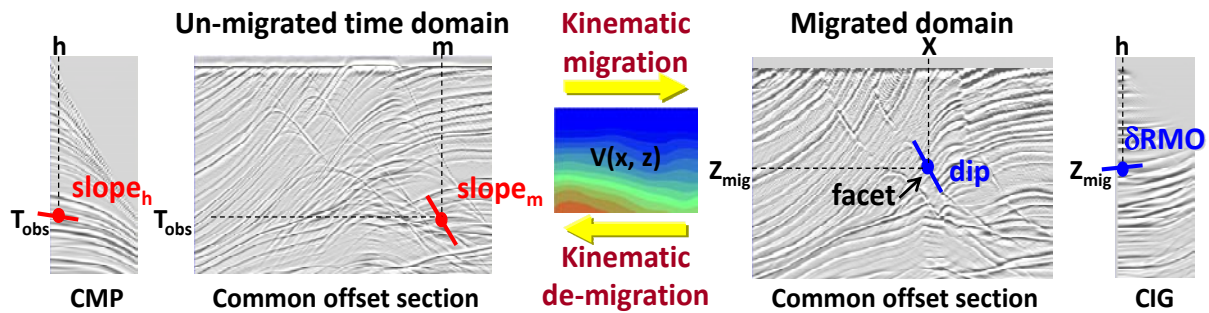 Un-migrated time domain
Kinematic
migration
Migrated domain
h
m
X
h
V(x, z)
slopeₕ
Tobs
Tobs
slopeₘ
Zmig
facet
dip
Zmig
δRMO
Kinematic
de-migration
CMP
Common offset section
Common offset section
CIG